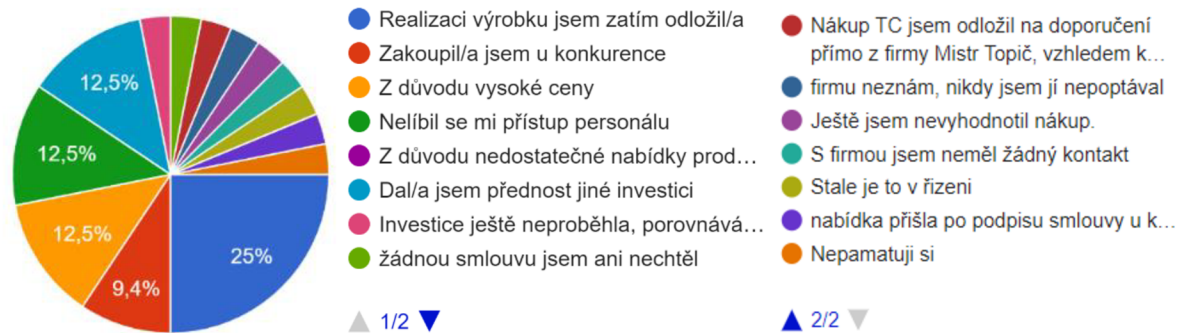 12,5%
12,5%
12,5%
9,4%
25%
Realizaci výrobku jsem zatím odložil/a
Zakoupil/a jsem u konkurence
Z důvodu vysoké ceny
Nelíbil se mi přístup personálu
Z důvodu nedostatečné nabídky prod…
Dal/a jsem přednost jiné investici
Investice ještě neproběhla, porovnává…
žádnou smlouvu jsem ani nechtěl
1/2
Nákup TC jsem odložil na doporučení
přímo z firmy Mistr Topič, vzhledem k…
firmu neznám, nikdy jsem jí nepoptával
Ještě jsem nevyhodnotil nákup.
S firmou jsem neměl žádný kontakt
Stale je to v řizeni
nabídka přišla po podpisu smlouvy u k…
Nepamatuji si
2/2